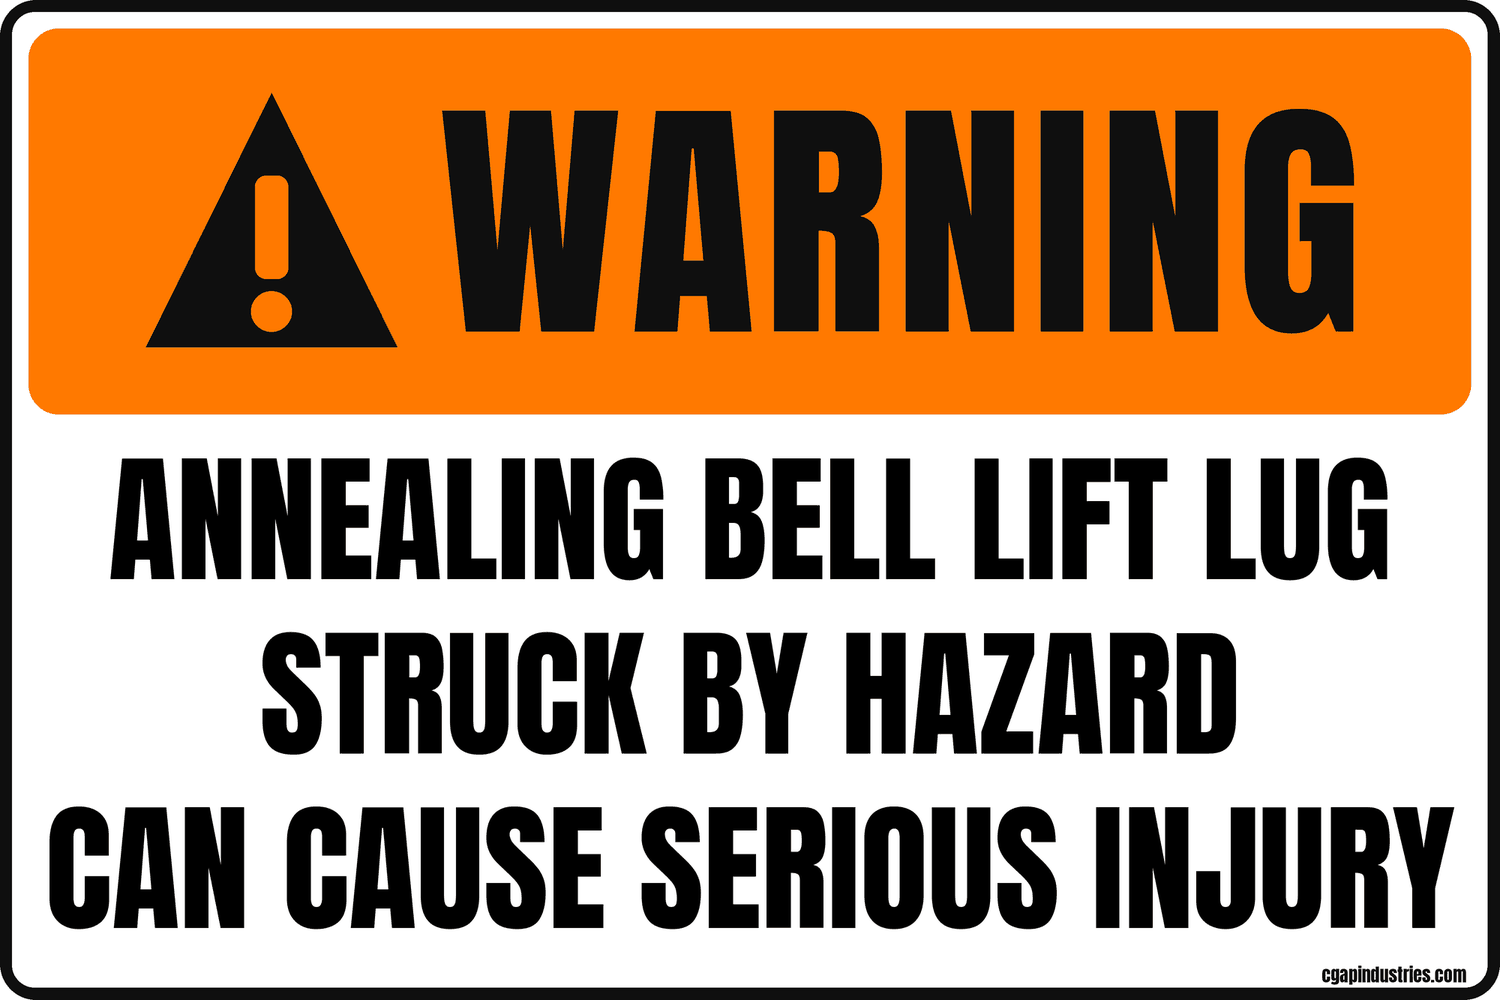 WARNING
ANNEALING BELL LIFT LUG
STRUCK BY HAZARD
CAN CAUSE SERIOUS INJURY
cgapindustries.com